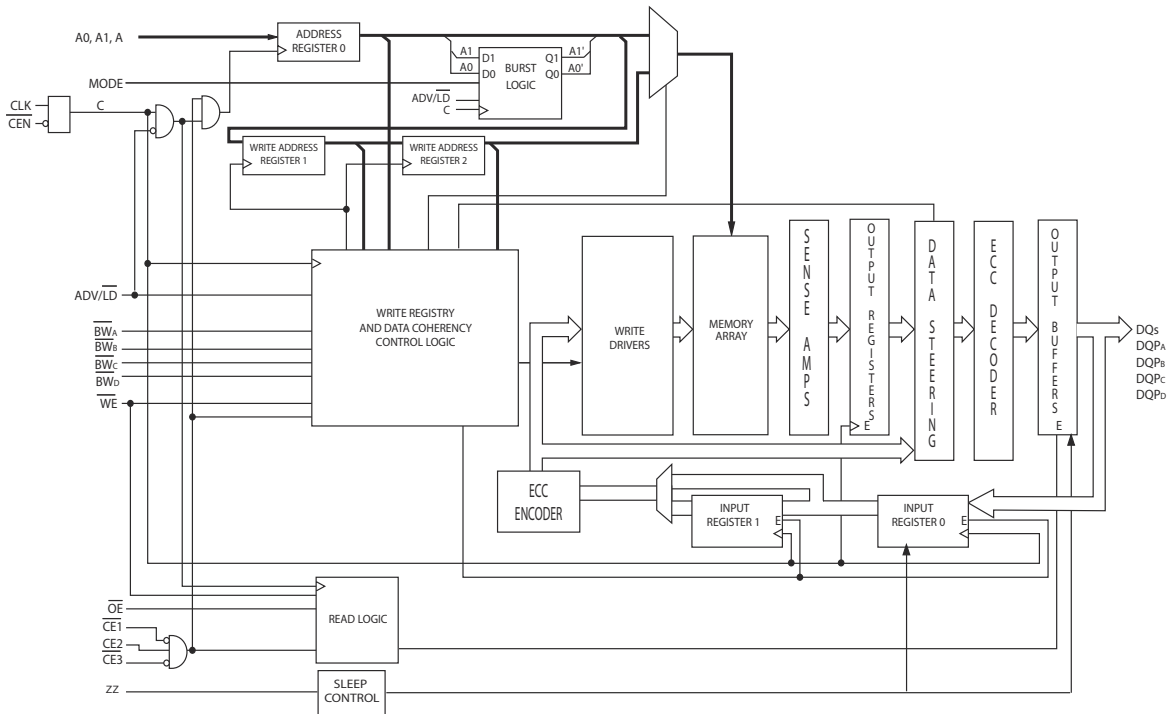 A0, A1, A
ADDRESS
REGISTER 0
A1
A0
D1
D0
BURST
LOGIC
Q1
Q0
A1'
A0'
MODE
ADV/LD
C
CLK
CEN
C
WRITE ADDRESS
REGISTER 1
WRITE ADDRESS
REGISTER 2
ADV/LD
BWA
BWB
BWC
BWD
WE
WRITE REGISTRY
AND DATA COHERENCY
CONTROL LOGIC
WRITE
DRIVERS
MEMORY
ARRAY
SENSE AMPS
OUTPUT REGISTERS
E
DATA STEERING
ECC DECODER
OUTPUT BUFFERS
E
DQs
DQPA
DQPB
DQPC
DQPD
ECC
ENCODER
INPUT
REGISTER 1
E
INPUT
REGISTER 0
E
OE
CE1
CE2
CE3
READ LOGIC
ZZ
SLEEP
CONTROL